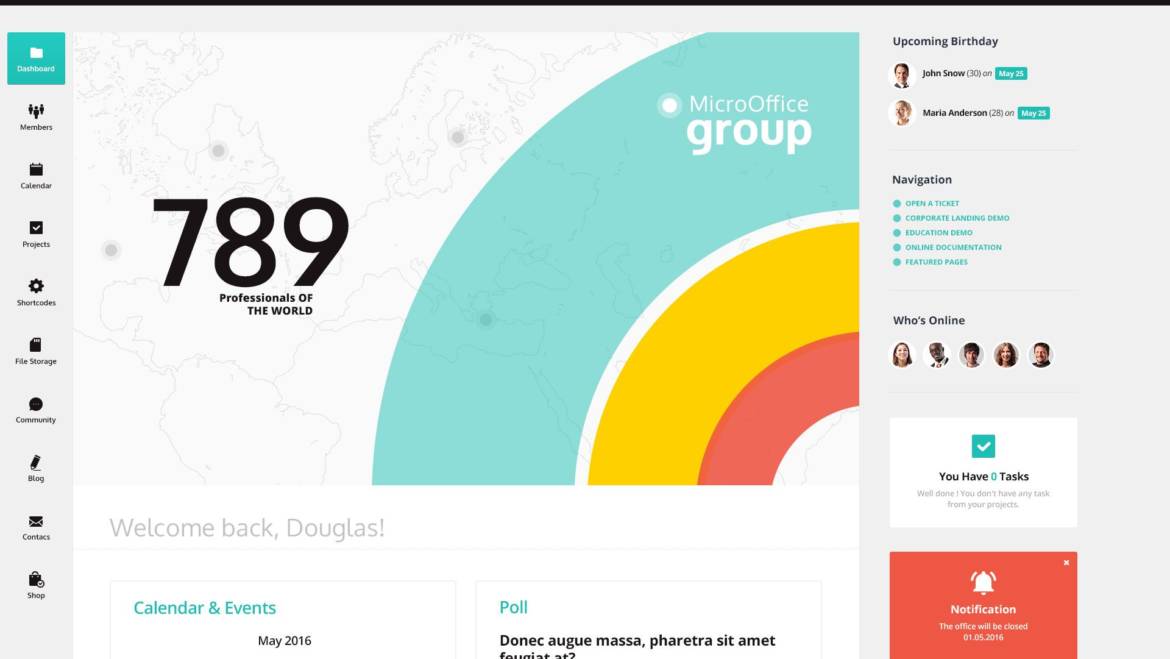 Dashboard
Members
Calendar
Projects
Shortcodes
File Storage
Community
Blog
Contacs
Shop
MicroOffice
group
789
Professionals OF
THE WORLD
Welcome back, Douglas!
Calendar & Events
May 2016
Poll
Donec augue massa, pharetra sit amet
feugiat at?
Upcoming Birthday
John Snow (30) on May 25
Maria Anderson (28) on May 25
Navigation
OPEN A TICKET
CORPORATE LANDING DEMO
EDUCATION DEMO
ONLINE DOCUMENTATION
FEATURED PAGES
Who's Online
You Have 0 Tasks
Well done ! You don't have any task
from your projects.
Notification
The office will be closed
01.05.2016